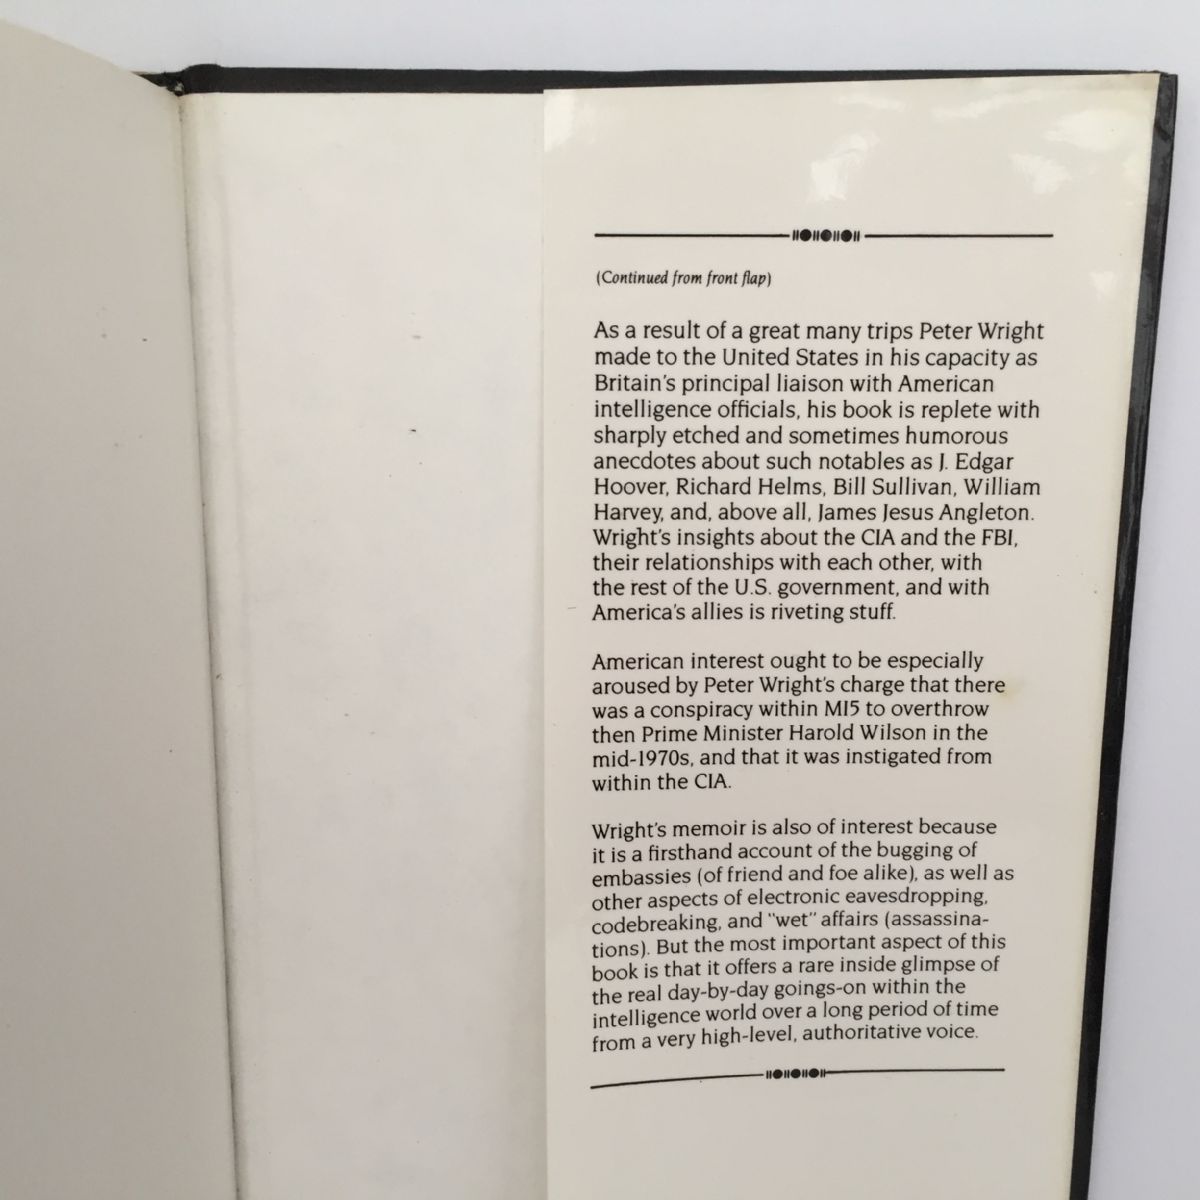 (Continued from front flap)
As a result of a great many trips Peter Wright
made to the United States in his capacity as
Britain's principal liaison with American
intelligence officials, his book is replete with
sharply etched and sometimes humorous
anecdotes about such notables as J. Edgar
Hoover, Richard Helms, Bill Sullivan, William
Harvey, and, above all, James Jesus Angleton.
Wright's insights about the CIA and the FBI,
their relationships with each other, with
the rest of the U.S. government, and with
America's allies is riveting stuff.
American interest ought to be especially
aroused by Peter Wright's charge that there
was a conspiracy within MI5 to overthrow
then Prime Minister Harold Wilson in the
mid-1970s, and that it was instigated from
within the CIA.
Wright's memoir is also of interest because
it is a firsthand account of the bugging of
embassies (of friend and foe alike), as well as
other aspects of electronic eavesdropping,
codebreaking, and "wet" affairs (assassina-
tions). But the most important aspect of this
book is that it offers a rare inside glimpse of
the real day-by-day goings-on within the
intelligence world over a long period of time
from a very high-level, authoritative voice.